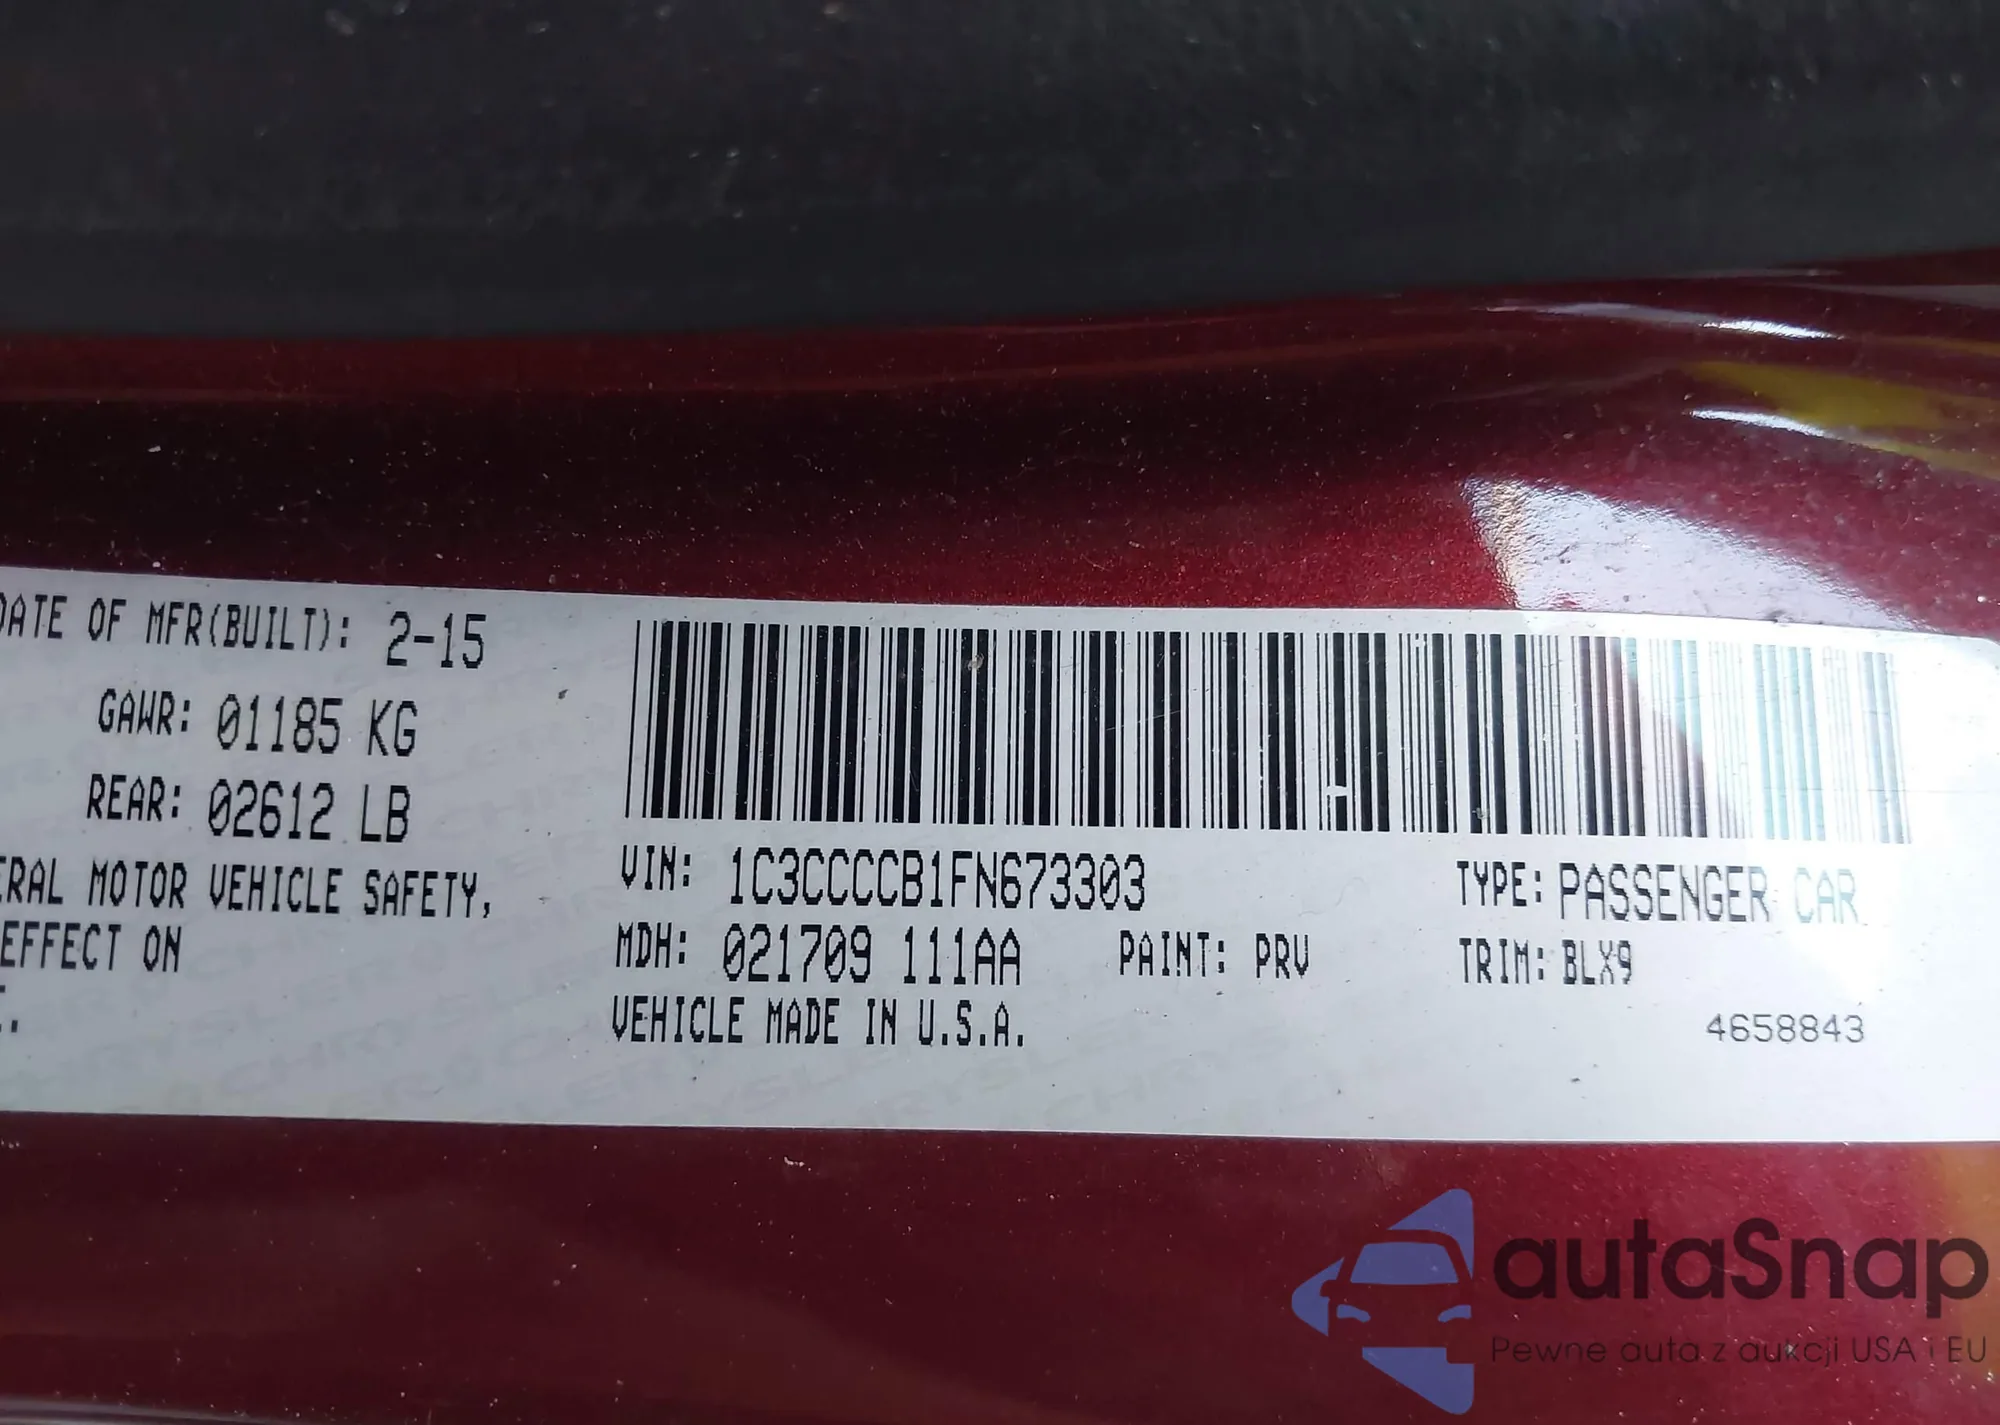 DATE OF MFR(BUILT): 2-15
GAWR: 01185 KG
REAR: 02612 LB
ERAL MOTOR VEHICLE SAFETY,
EFFECT ON
VIN: 1C3CCCCB1FN673303
TYPE: PASSENGER CAR
MDH: 021709 111AA PAINT: PRV
TRIM: BLX9
VEHICLE MADE IN U.S.A.
4658843
autaSnap
Pewne auta z aukcji USA i EU